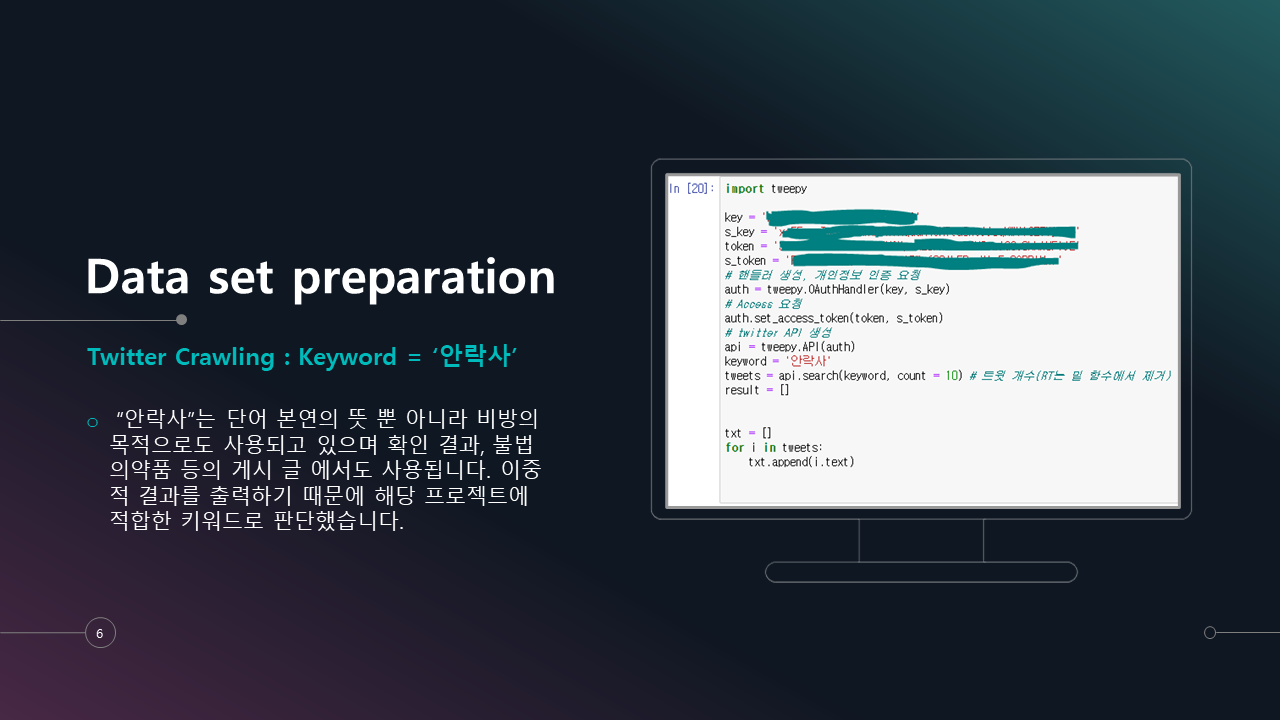 Data set preparation
Twitter Crawling : Keyword = ‘안락사’
o “안락사”는 단어 본연의 뜻 뿐 아니라 비방의
목적으로도 사용되고 있으며 확인 결과, 불법
의약품 등의 게시 글 에서도 사용됩니다. 이중
적 결과를 출력하기 때문에 해당 프로젝트에
적합한 키워드로 판단했습니다.
6
In [20]: import tweepy
key = '
s_key = '
token = '
s_token = '
# 핸들러 생성, 개인정보 인증 요청
auth = tweepy.OAuthHandler(key, s_key)
# Access 요청
auth.set_access_token(token, s_token)
# twitter API 생성
api = tweepy.API(auth)
keyword = '안락사'
tweets = api.search(keyword, count = 10) # 트윗 개수(RT는 밑 함수에서 제거)
result = []
txt = []
for i in tweets:
    txt.append(i.text)